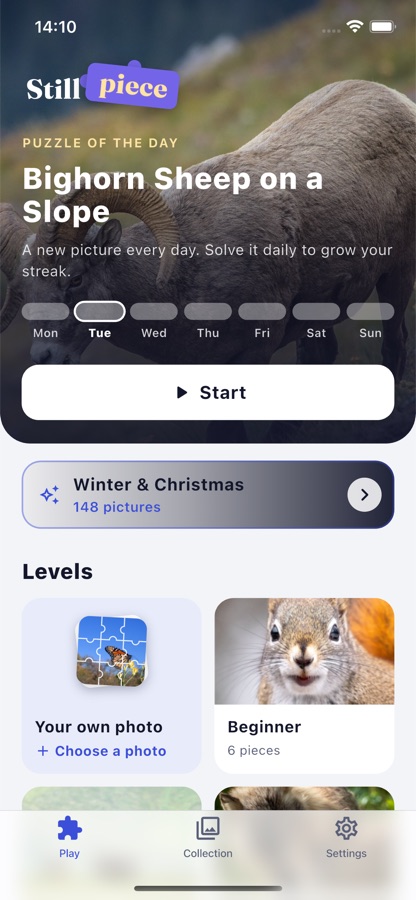 14:10
Still piece
PUZZLE OF THE DAY
Bighorn Sheep on a
Slope
A new picture every day. Solve it daily to grow your
streak.
Mon Tue Wed Thu Fri Sat Sun
Start
Winter & Christmas
148 pictures
Levels
Your own photo
+ Choose a photo
Beginner
6 pieces
Play Collection Settings